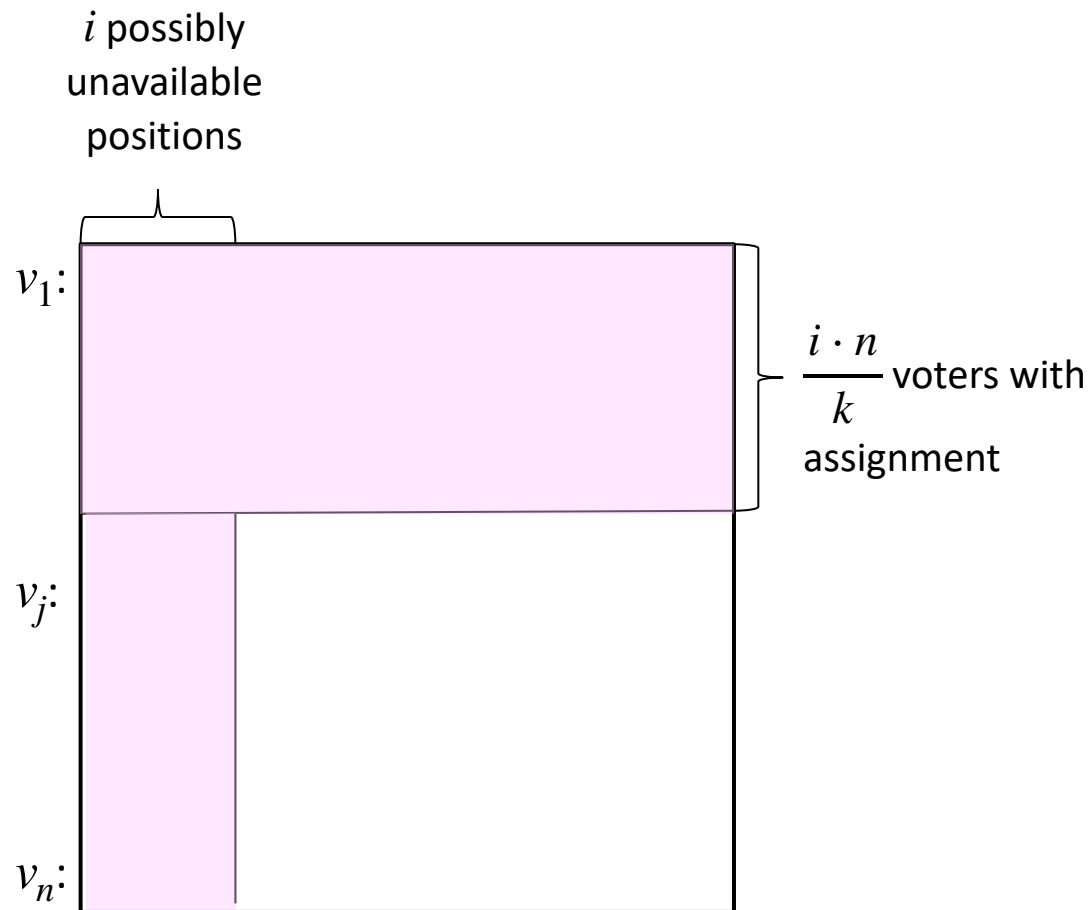 i possibly
unavailable
positions
v₁:
i · n
k
voters with
assignment
vⱼ:
vₙ: